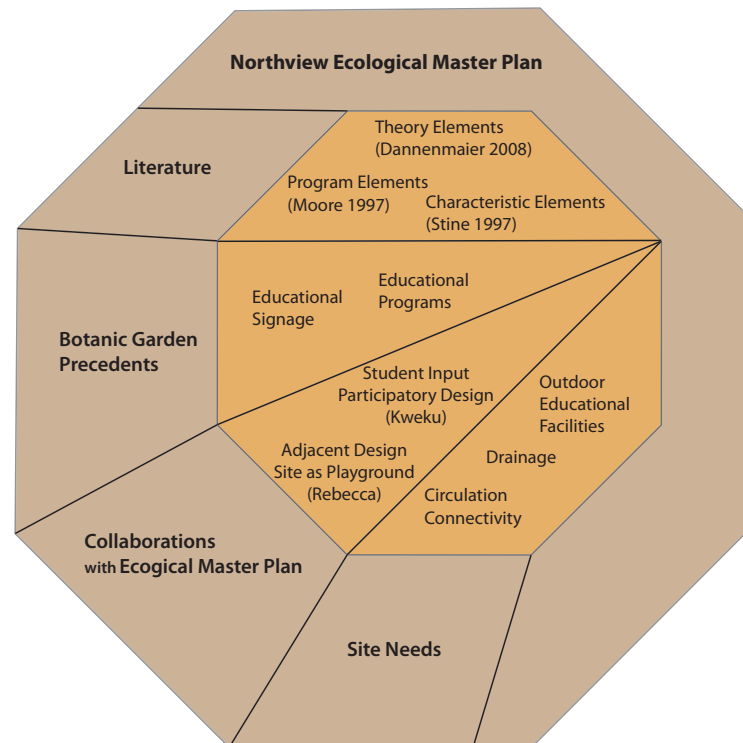 Northview Ecological Master Plan
Literature
Theory Elements
(Dannenmaier 2008)
Program Elements
(Moore 1997)
Characteristic Elements
(Stine 1997)
Botanic Garden
Precedents
Educational
Signage
Educational
Programs
Collaborations
with Ecogical Master Plan
Student Input
Participatory Design
(Kweku)
Adjacent Design
Site as Playground
(Rebecca)
Site Needs
Outdoor
Educational
Facilities
Drainage
Circulation
Connectivity